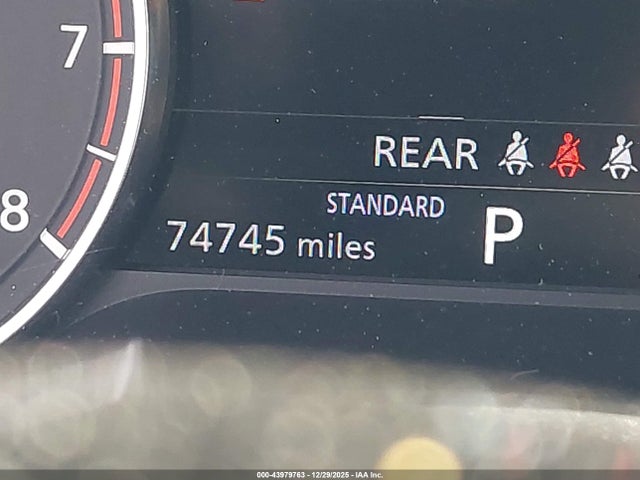 7
8
REAR
STANDARD
74745 miles
P
000-43979763 - 12/29/2025 - IAA Inc.